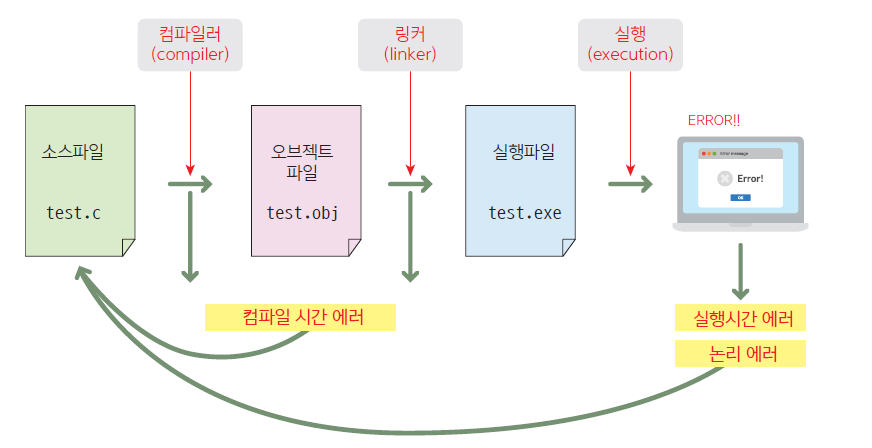 컴파일러
(compiler)
링커
(linker)
실행
(execution)
소스파일
test.c
오브젝트
파일
test.obj
실행파일
test.exe
ERROR!!
Error message
Error!
OK
컴파일 시간 에러
실행시간 에러
논리 에러